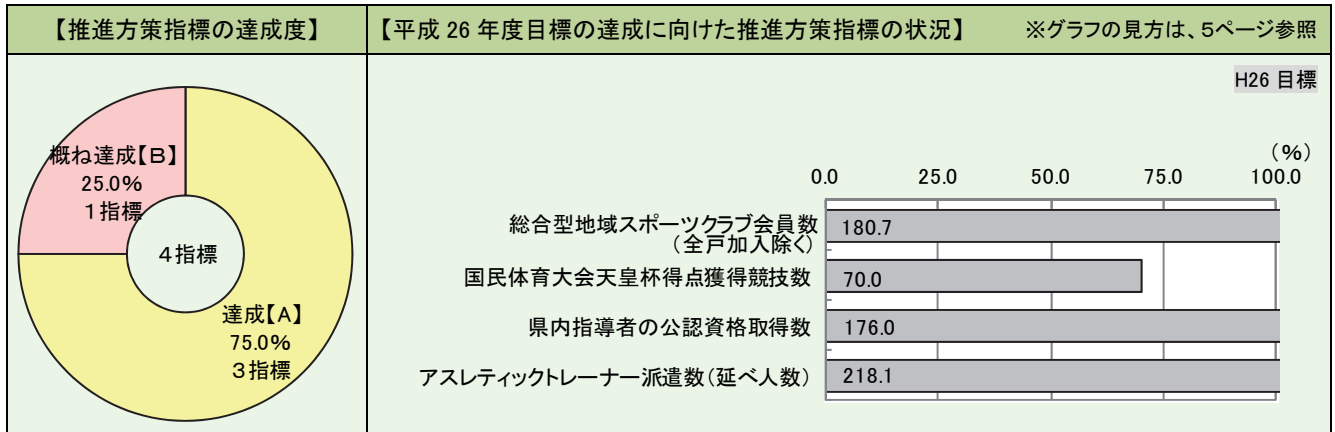 【推進方策指標の達成度】
【平成 26 年度目標の達成に向けた推進方策指標の状況】 ※グラフの見方は、5ページ参照
概ね達成【B】
25.0%
1指標
4指標
達成【A】
75.0%
3指標
H26 目標
(%)
0.0 25.0 50.0 75.0 100.0
総合型地域スポーツクラブ会員数
(全戸加入除く)
180.7
国民体育大会天皇杯得点獲得競技数
70.0
県内指導者の公認資格取得数
176.0
アスレティックトレーナー派遣数(延べ人数)
218.1